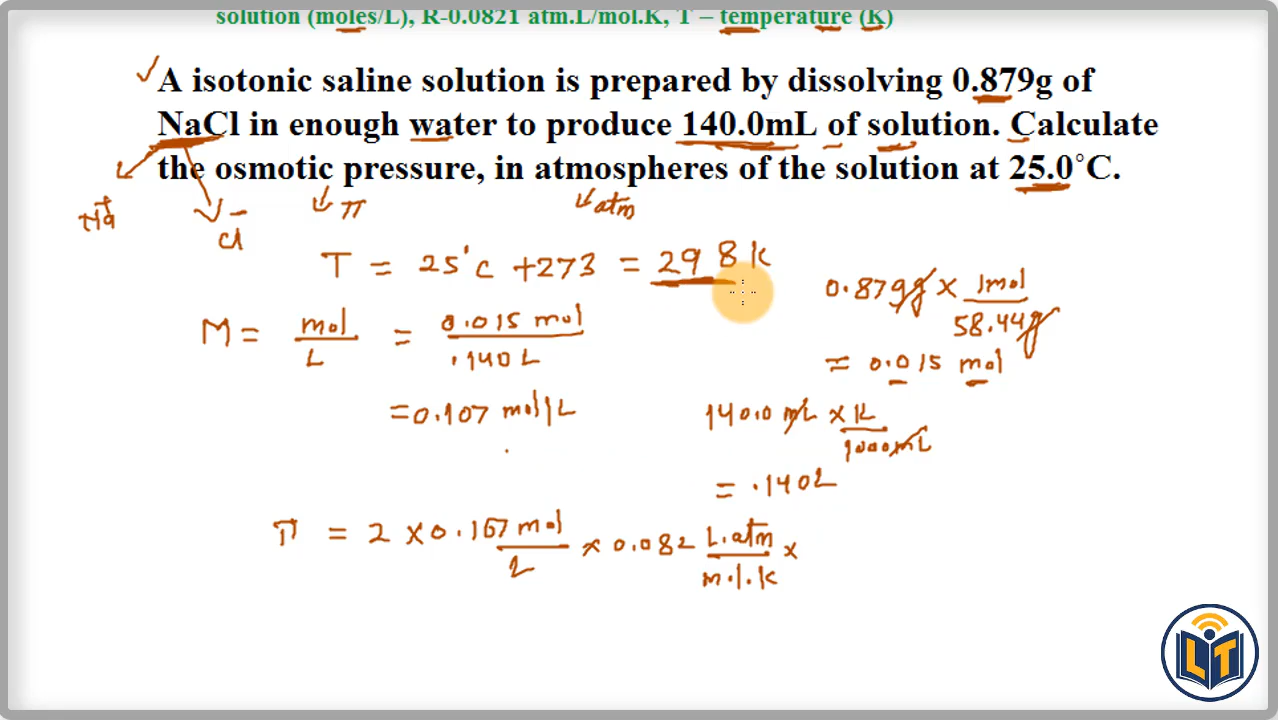 solution (moles/L), R-0.0821 atm.L/mol.K, T – temperature (K)
A isotonic saline solution is prepared by dissolving 0.879g of
NaCl in enough water to produce 140.0mL of solution. Calculate
the osmotic pressure, in atmospheres of the solution at 25.0°C.
Na+ Cl- π atm
T = 25°C +273 = 298 K
0.879g × 1mol / 58.44g
M = mol / L = 0.015 mol / .140 L
= 0.015 mol
= 0.107 mol/L
140.0 mL × 1L / 1000mL
= .140L
π = 2 × 0.107 mol / L × 0.082 L.atm / mol.K ×
LT